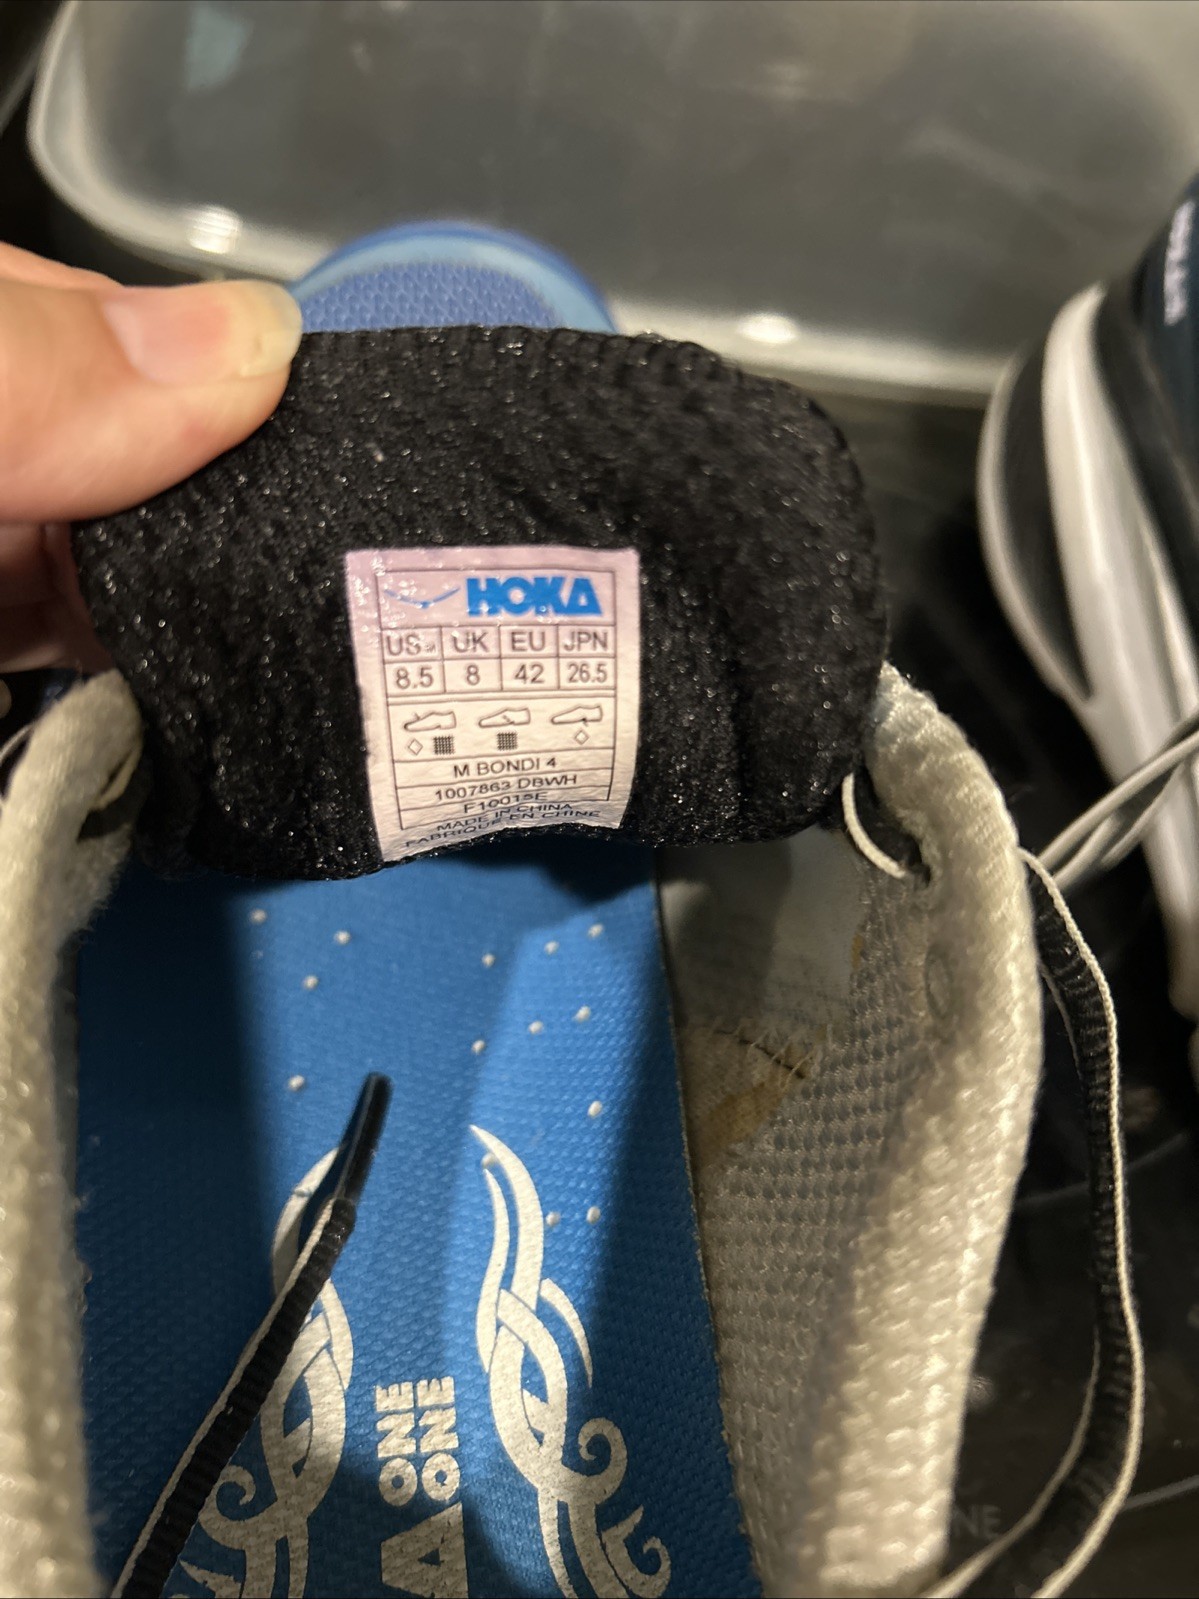 HOKA
US M UK EU JPN
8.5 8 42 26.5
M BONDI 4
1007863 DBWH
F10015E
MADE IN CHINA
FABRIQUE EN CHINE
ONE
ONE